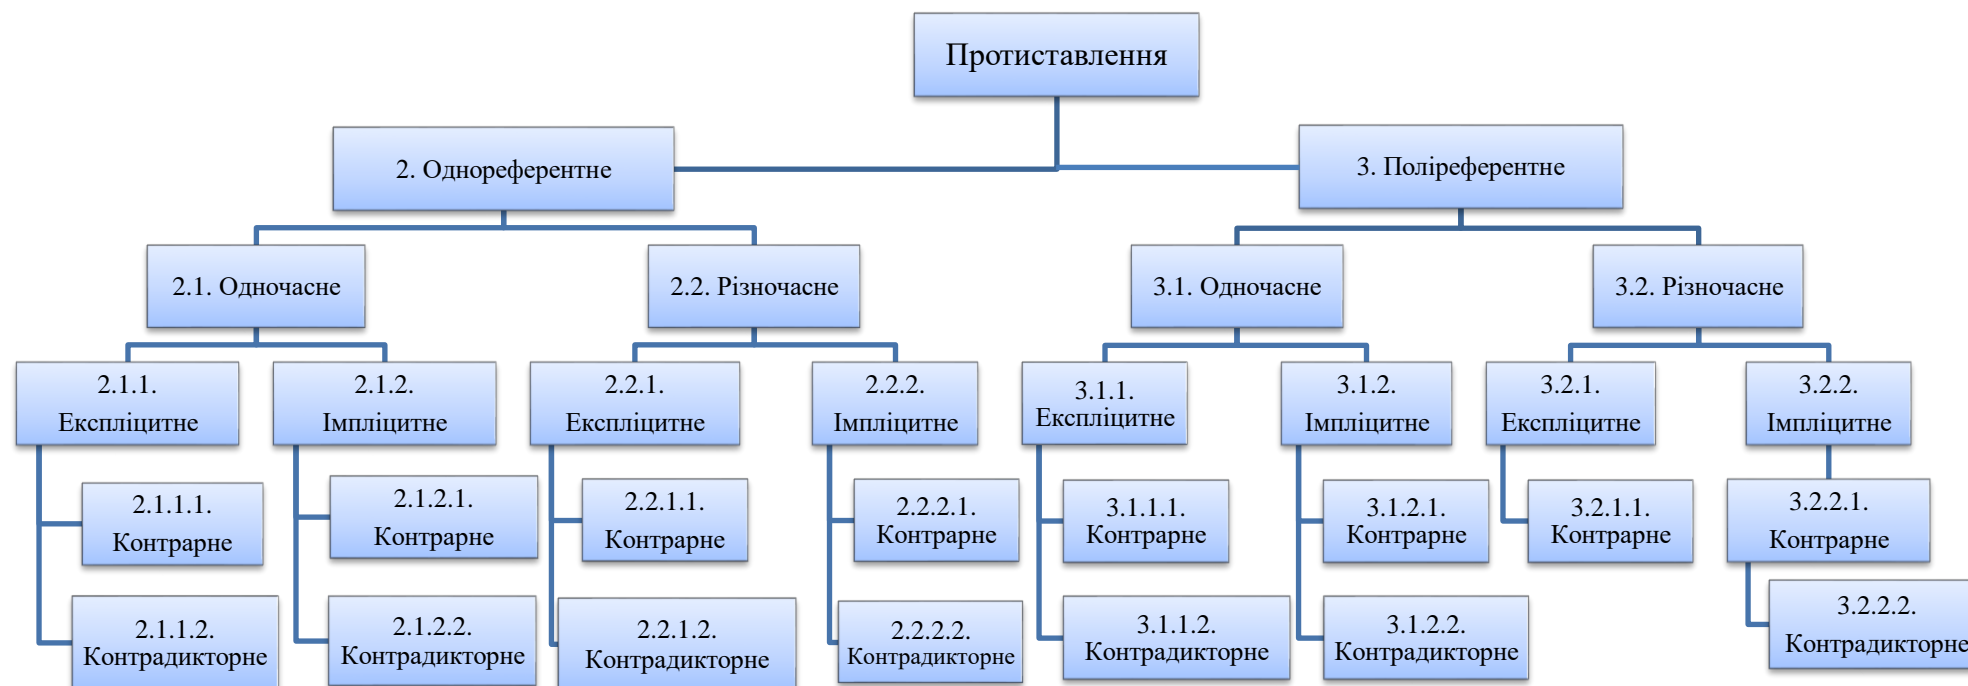 Протиставлення
2. Однореферентне
3. Поліреферентне
2.1. Одночасне
2.2. Різночасне
3.1. Одночасне
3.2. Різночасне
2.1.1.
Експліцитне
2.1.2.
Імпліцитне
2.2.1.
Експліцитне
2.2.2.
Імпліцитне
3.1.1.
Експліцитне
3.1.2.
Імпліцитне
3.2.1.
Експліцитне
3.2.2.
Імпліцитне
2.1.1.1.
Контрарне
2.1.2.1.
Контрарне
2.2.1.1.
Контрарне
2.2.2.1.
Контрарне
3.1.1.1.
Контрарне
3.1.2.1.
Контрарне
3.2.1.1.
Контрарне
3.2.2.1.
Контрарне
2.1.1.2.
Контрадикторне
2.1.2.2.
Контрадикторне
2.2.1.2.
Контрадикторне
2.2.2.2.
Контрадикторне
3.1.1.2.
Контрадикторне
3.1.2.2.
Контрадикторне
3.2.2.2.
Контрадикторне